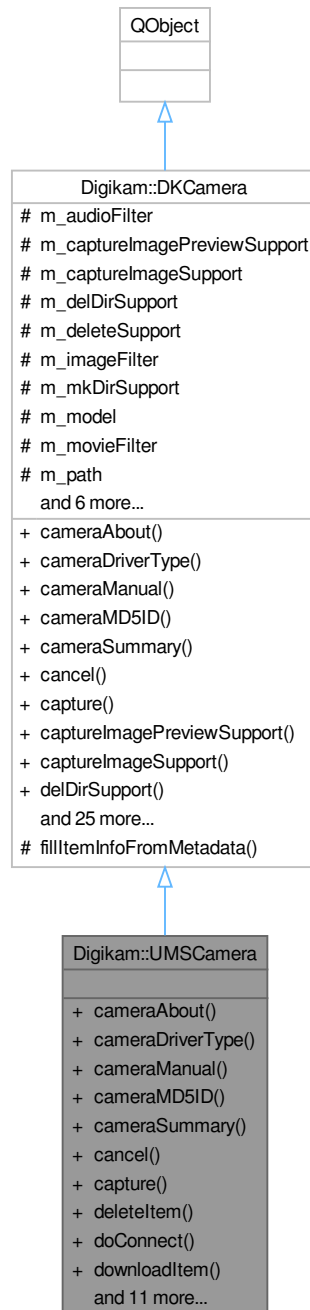 QObject
Digikam::DKCamera
# m_audioFilter
# m_captureImagePreviewSupport
# m_captureImageSupport
# m_delDirSupport
# m_deleteSupport
# m_imageFilter
# m_mkDirSupport
# m_model
# m_movieFilter
# m_path
and 6 more...
+ cameraAbout()
+ cameraDriverType()
+ cameraManual()
+ cameraMD5ID()
+ cameraSummary()
+ cancel()
+ capture()
+ captureImagePreviewSupport()
+ captureImageSupport()
+ delDirSupport()
and 25 more...
# fillItemInfoFromMetadata()
Digikam::UMSCamera
+ cameraAbout()
+ cameraDriverType()
+ cameraManual()
+ cameraMD5ID()
+ cameraSummary()
+ cancel()
+ capture()
+ deleteItem()
+ doConnect()
+ downloadItem()
and 11 more...